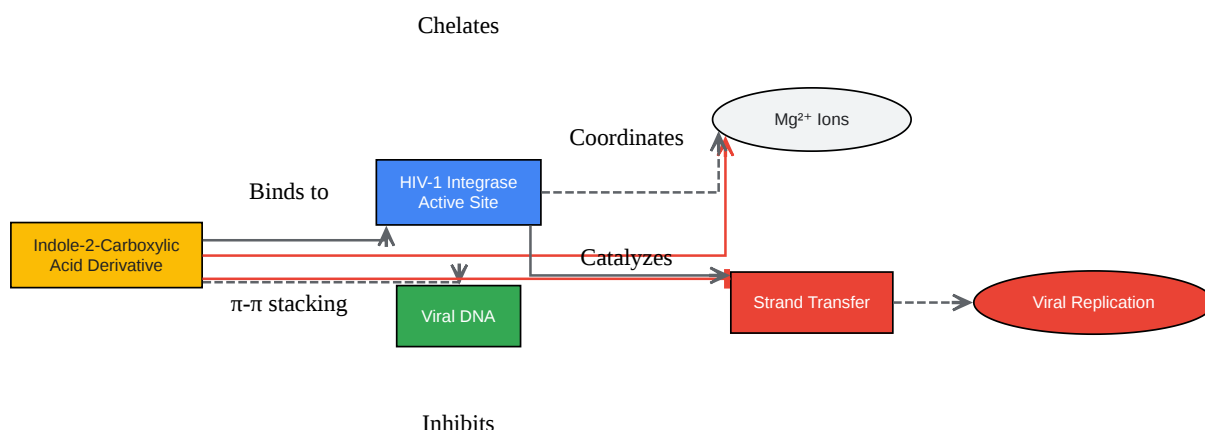 Chelates
Mg²⁺ Ions
Coordinates
HIV-1 Integrase
Active Site
Binds to
Indole-2-Carboxylic
Acid Derivative
Catalyzes
π-π stacking
Viral DNA
Strand Transfer
Viral Replication
Inhibits